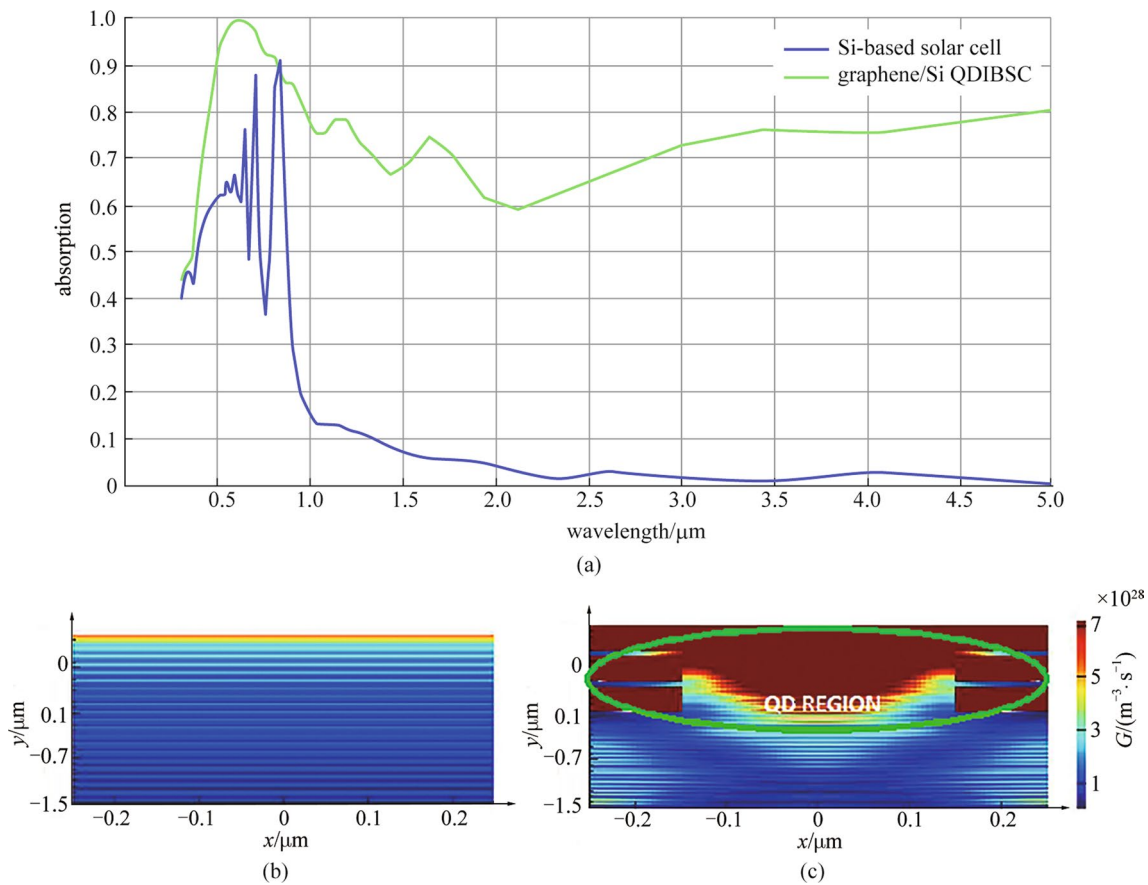 1.0
0.9
0.8
0.7
0.6
0.5
0.4
0.3
0.2
0.1
0
absorption
Si-based solar cell
graphene/Si QDIBSC
0.5 1.0 1.5 2.0 2.5 3.0 3.5 4.0 4.5 5.0
wavelength/μm
(a)
0
0.1
−0.7
−1.5
y/μm
−0.2 −0.1 0 0.1 0.2
x/μm
(b)
0
0.1
−0.7
−1.5
y/μm
QD REGION
−0.2 −0.1 0 0.1 0.2
x/μm
(c)
×10²⁸
7
5
3
1
G/(m⁻³·s⁻¹)